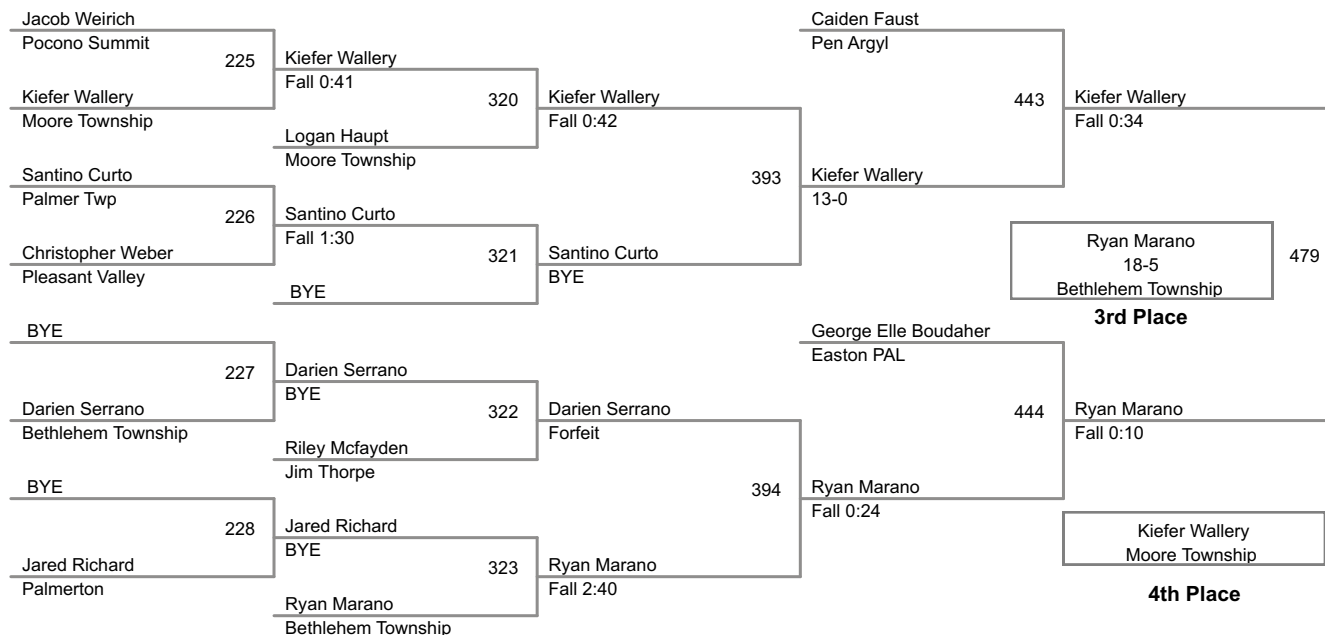 Jacob Weirich
Pocono Summit
225
Kiefer Wallery
Moore Township
Santino Curto
Palmer Twp
226
Christopher Weber
Pleasant Valley
BYE
227
Darien Serrano
Bethlehem Township
BYE
228
Jared Richard
Palmerton
Kiefer Wallery
Fall 0:41
320
Logan Haupt
Moore Township
Santino Curto
Fall 1:30
321
BYE
Darien Serrano
BYE
322
Riley Mcfayden
Jim Thorpe
Jared Richard
BYE
323
Ryan Marano
Bethlehem Township
Kiefer Wallery
Fall 0:42
393
Santino Curto
BYE
Darien Serrano
Forfeit
394
Ryan Marano
Fall 2:40
Caiden Faust
Pen Argyl
443
Kiefer Wallery
13-0
George Elle Boudaher
Easton PAL
444
Ryan Marano
Fall 0:24
Kiefer Wallery
Fall 0:34
Ryan Marano
18-5
Bethlehem Township
479
3rd Place
Ryan Marano
Fall 0:10
Kiefer Wallery
Moore Township
4th Place